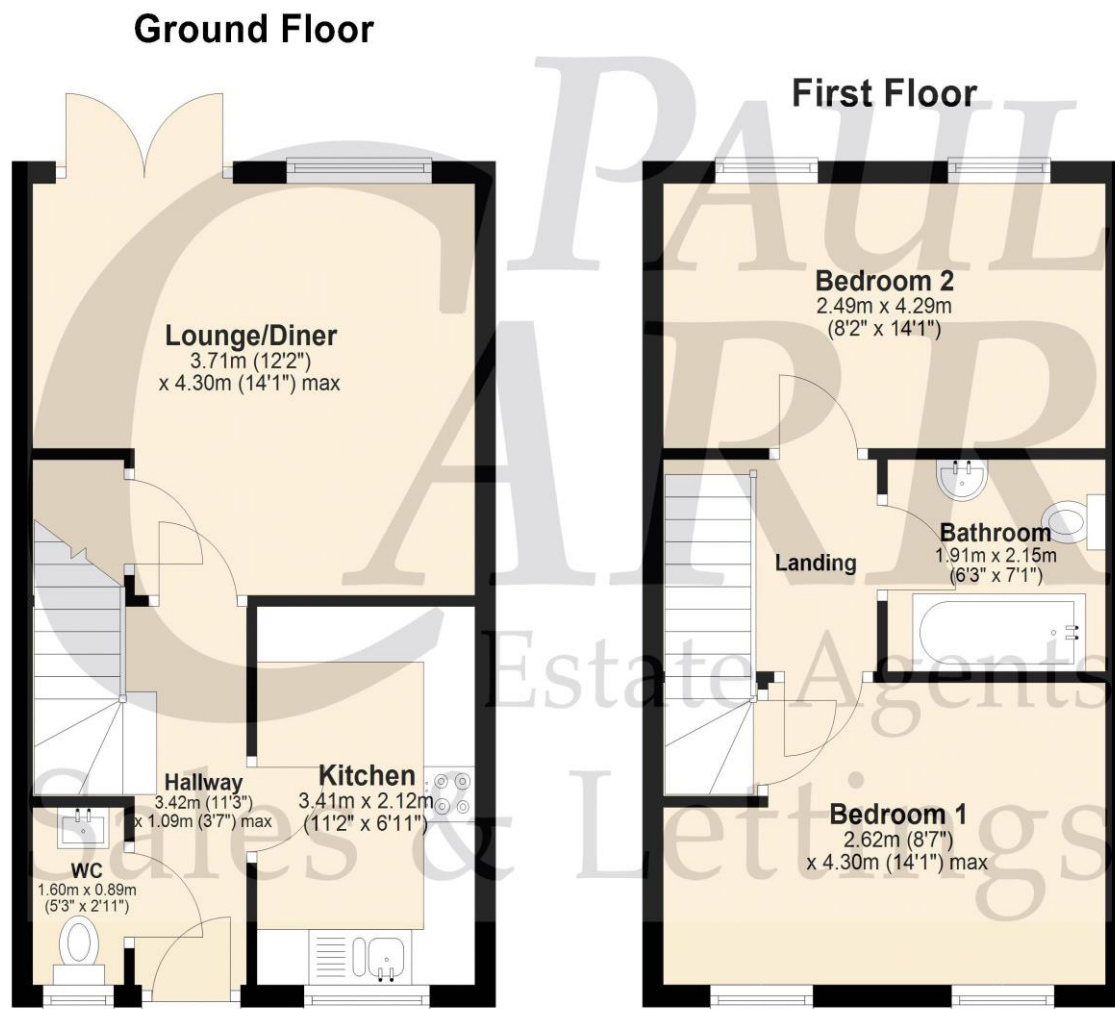 Ground Floor
Lounge/Diner
3.71m (12'2")
x 4.30m (14'1") max
Hallway
3.42m (11'3")
x 1.09m (3'7") max
Kitchen
3.41m x 2.12m
(11'2" x 6'11")
WC
1.60m x 0.89m
(5'3" x 2'11")
First Floor
Bedroom 2
2.49m x 4.29m
(8'2" x 14'1")
Landing
Bathroom
1.91m x 2.15m
(6'3" x 7'1")
Bedroom 1
2.62m (8'7")
x 4.30m (14'1") max
PAUL
CARR
Estate Agents
Sales & Lettings